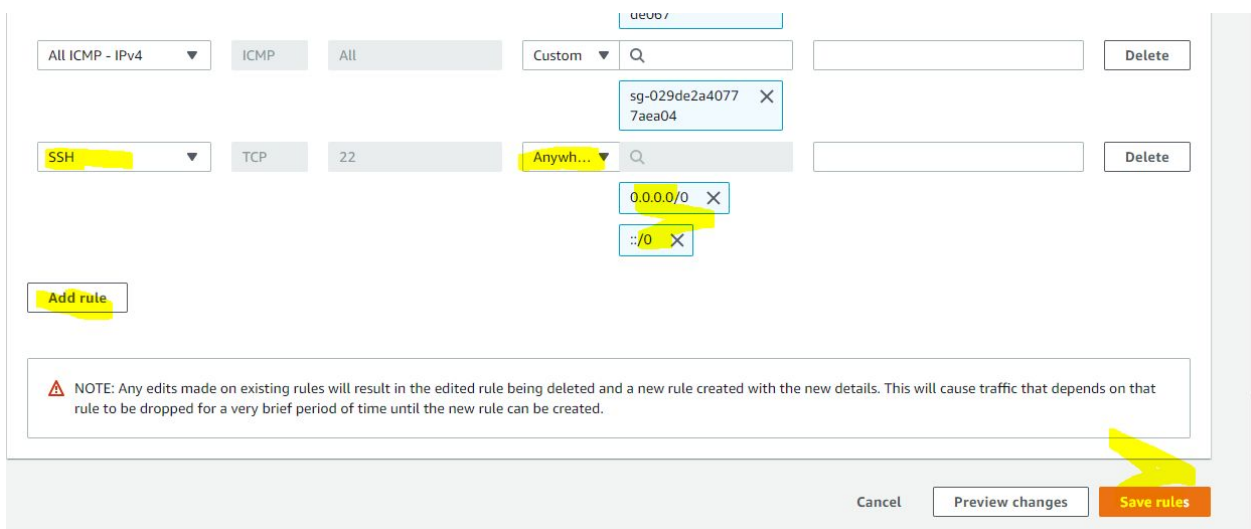 de067
All ICMP - IPv4 ICMP All Custom Delete
sg-029de2a4077
7aea04
SSH TCP 22 Anywh... Delete
0.0.0.0/0
::/0
Add rule
NOTE: Any edits made on existing rules will result in the edited rule being deleted and a new rule created with the new details. This will cause traffic that depends on that
rule to be dropped for a very brief period of time until the new rule can be created.
Cancel Preview changes Save rules